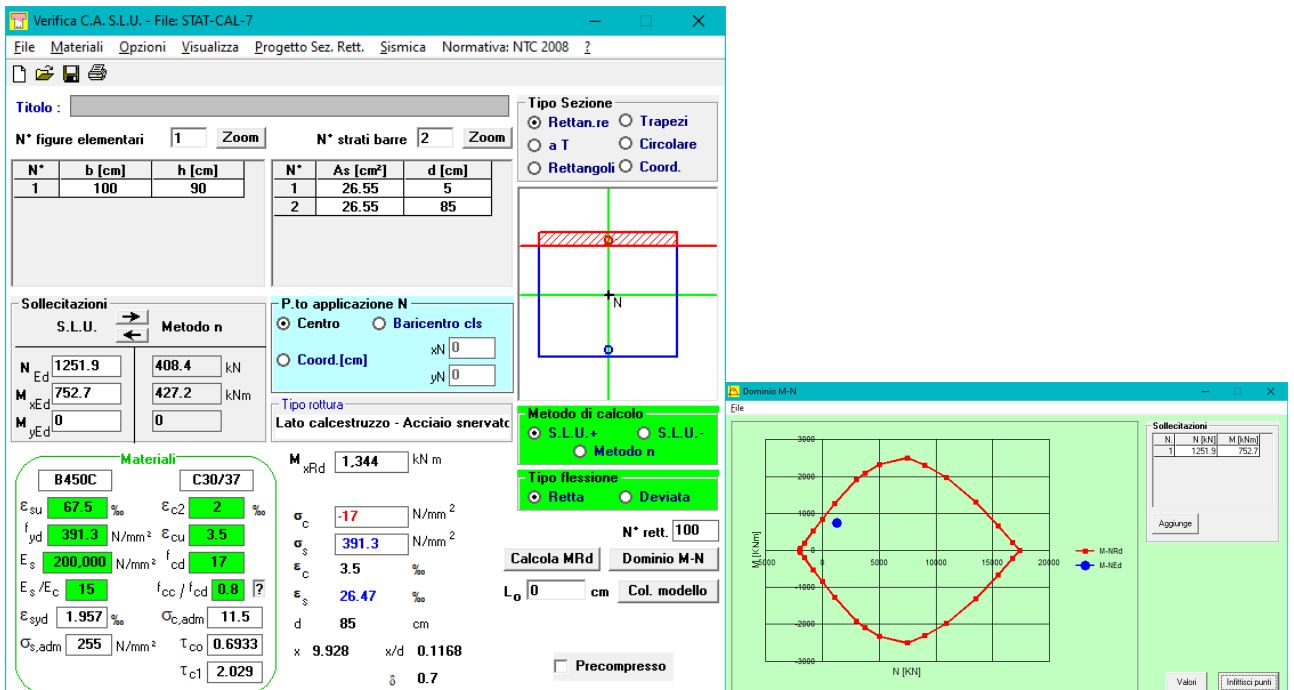 Verifica C.A. S.L.U. - File: STAT-CAL-7
File Materiali Opzioni Visualizza Progetto Sez. Rett. Sismica Normativa: NTC 2008 ?
Titolo :
N° figure elementari 1 Zoom
N° strati barre 2 Zoom
N° b [cm] h [cm]
1 100 90
N° As [cm²] d [cm]
1 26.55 5
2 26.55 85
Tipo Sezione
Rettan.re Trapezi
a T Circolare
Rettangoli Coord.
N
Sollecitazioni
S.L.U. Metodo n
N Ed 1251.9 408.4 kN
M xEd 752.7 427.2 kNm
M yEd 0 0
P.to applicazione N
Centro Baricentro cls
Coord.[cm] xN 0
yN 0
Tipo rottura
Lato calcestruzzo - Acciaio snervato
Metodo di calcolo
S.L.U.+ S.L.U.-
Metodo n
Tipo flessione
Retta Deviata
Materiali
B450C C30/37
εsu 67.5 ‰ εc2 2 ‰
fyd 391.3 N/mm² εcu 3.5
Es 200,000 N/mm² fcd 17
Es/Ec 15 fcc / fcd 0.8 ?
εsyd 1.957 ‰ σc,adm 11.5
σs,adm 255 N/mm² τco 0.6933
τc1 2.029
M xRd 1,344 kN m
σc -17 N/mm²
σs 391.3 N/mm²
εc 3.5 ‰
εs 26.47 ‰
d 85 cm
x 9.928 x/d 0.1168
δ 0.7
N° rett. 100
Calcola MRd Dominio M-N
L0 0 cm Col. modello
Precompresso
Dominio M-N
File
3000
2000
1000
0
-1000
-2000
-3000
M [KNm]
-5000 0 5000 10000 15000 20000
N [KN]
M-NRd
M-NEd
Sollecitazioni
N. N [kN] M [kNm]
1 1251.9 752.7
Aggiunge
Valori Infittisci punti